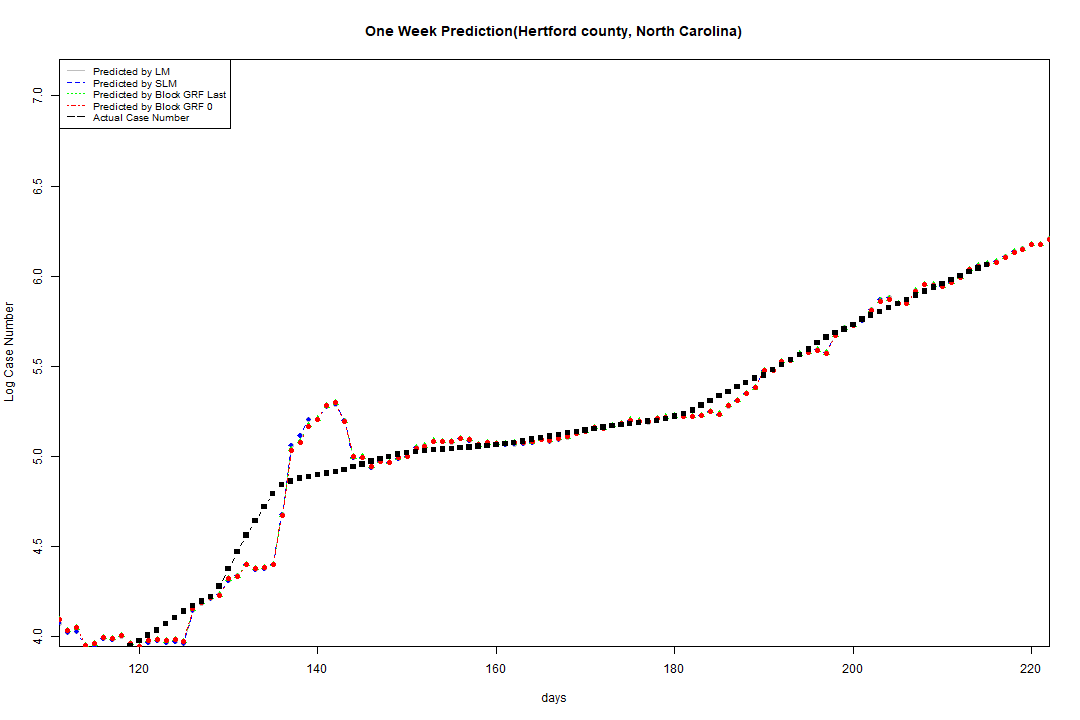 One Week Prediction(Hertford county, North Carolina)
Predicted by LM
Predicted by SLM
Predicted by Block GRF Last
Predicted by Block GRF 0
Actual Case Number
7.0
6.5
6.0
5.5
5.0
4.5
4.0
Log Case Number
120 140 160 180 200 220
days